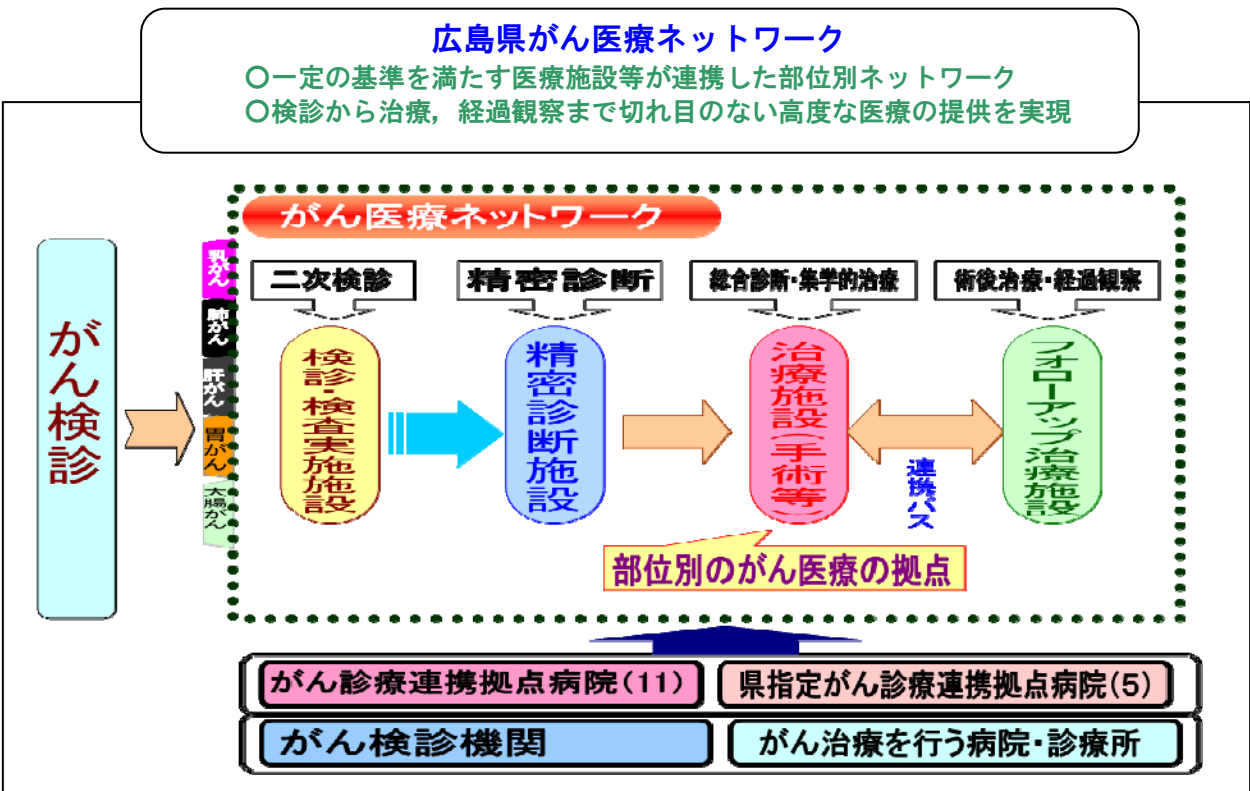 広島県がん医療ネットワーク
○一定の基準を満たす医療施設等が連携した部位別ネットワーク
○検診から治療，経過観察まで切れ目のない高度な医療の提供を実現
がん医療ネットワーク
がん検診
乳がん
肺がん
肝がん
胃がん
大腸がん
二次検診
精密診断
総合診断・集学的治療
術後治療・経過観察
検診・検査実施施設
精密診断施設
治療施設（手術等）
連携パス
フォローアップ治療施設
部位別のがん医療の拠点
がん診療連携拠点病院（11）
県指定がん診療連携拠点病院（5）
がん検診機関
がん治療を行う病院・診療所